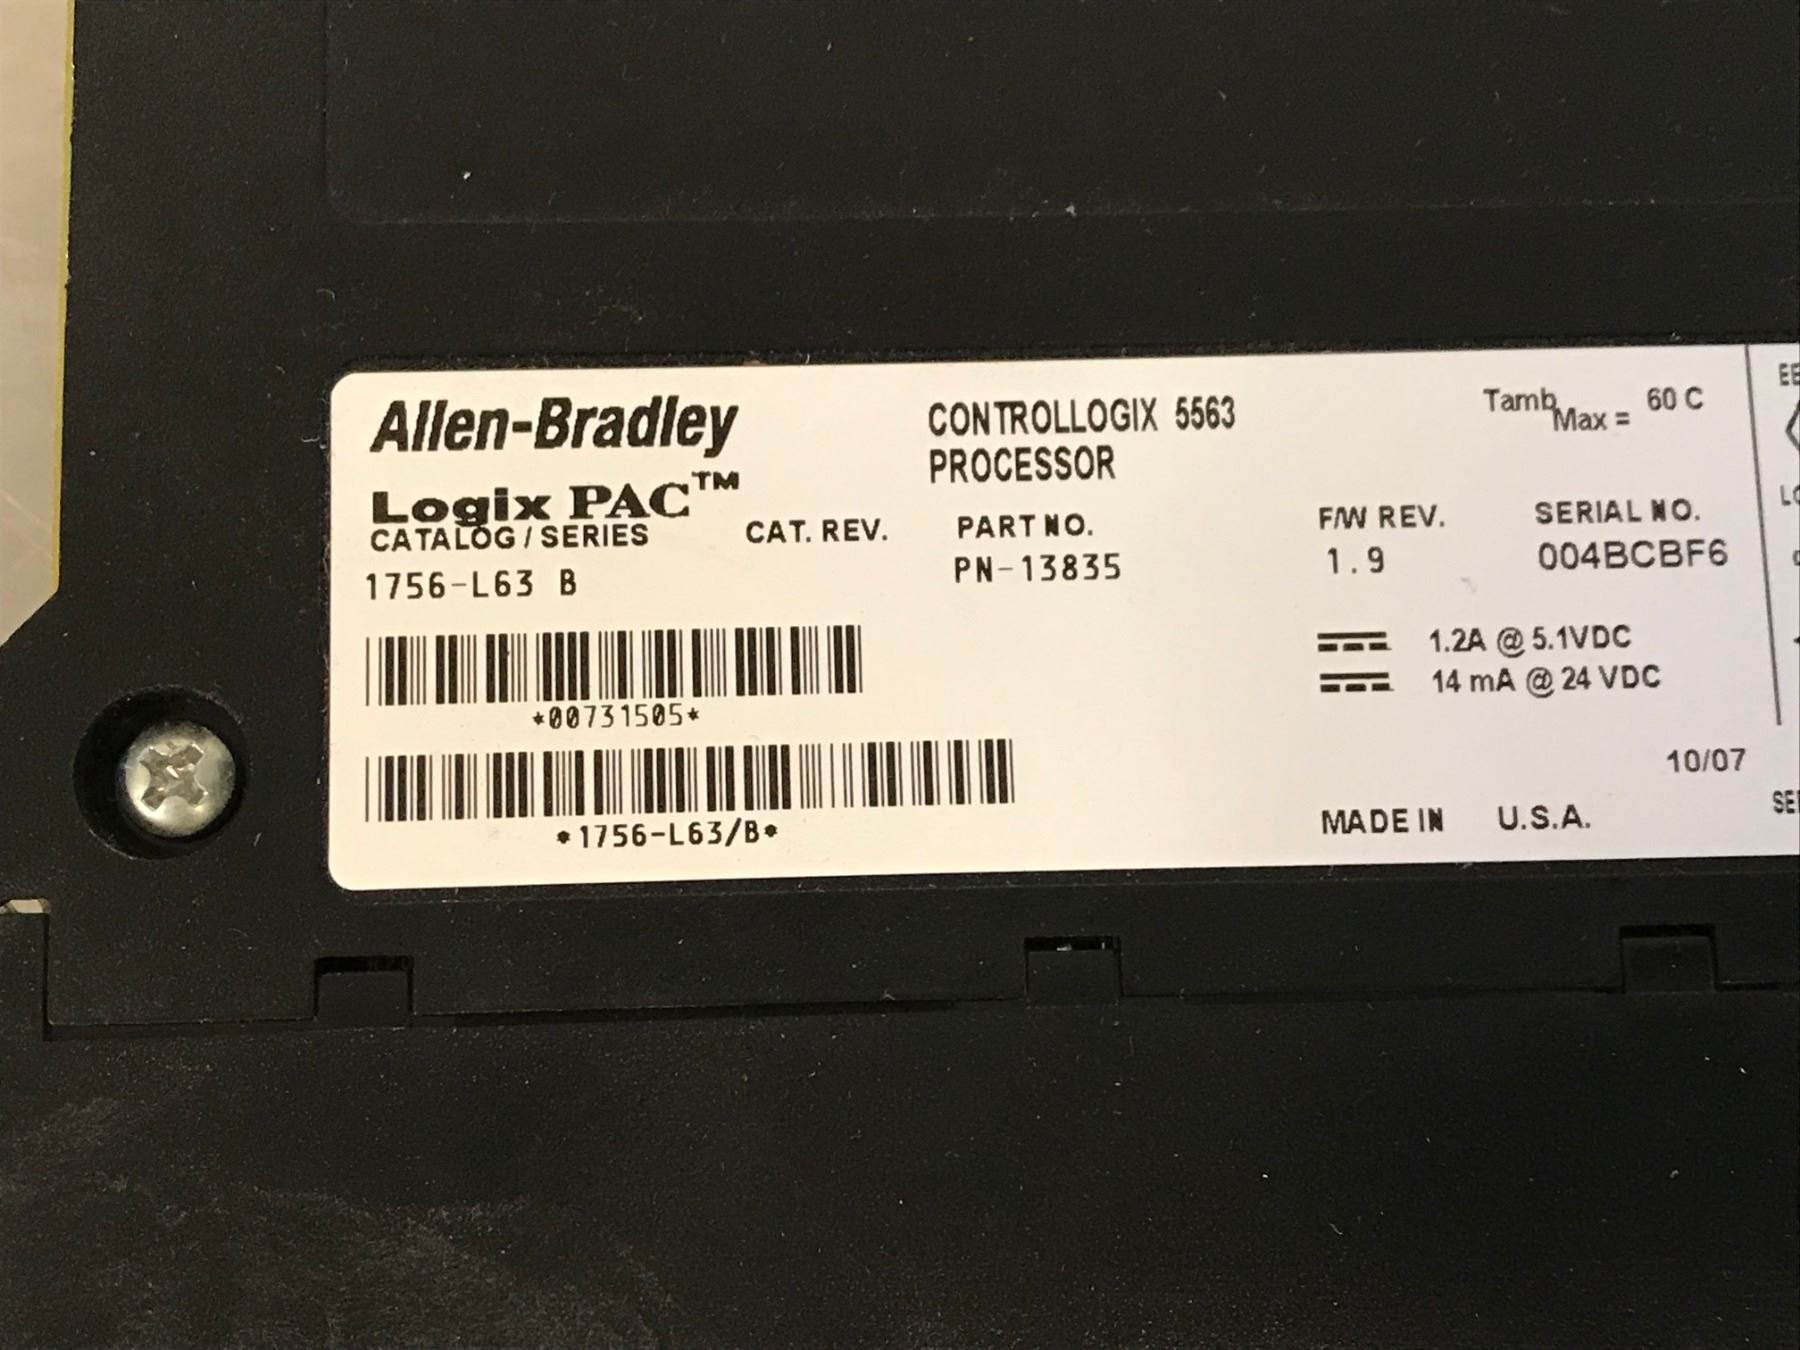 Allen-Bradley
Logix PAC™
CATALOG / SERIES CAT. REV.
1756-L63 B
*00731505*
*1756-L63/B*
CONTROLLOGIX 5563
PROCESSOR
PART NO.
PN-13835
Tamb Max = 60 C
F/W REV. SERIAL NO.
1.9 004BCBF6
1.2A @ 5.1VDC
14 mA @ 24 VDC
10/07
MADE IN U.S.A.